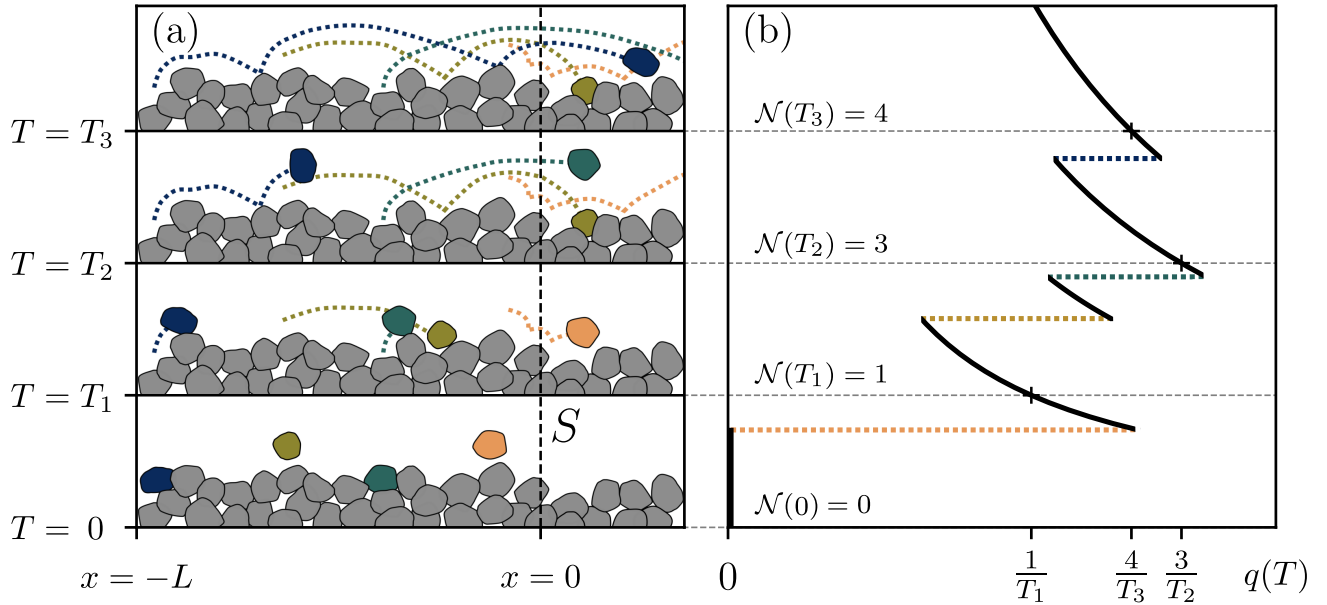 (a)
(b)
T = T₃
𝒩(T₃) = 4
T = T₂
𝒩(T₂) = 3
T = T₁
𝒩(T₁) = 1
S
T = 0
𝒩(0) = 0
x = −L
x = 0
0
1/T₁
4/T₃
3/T₂
q(T)